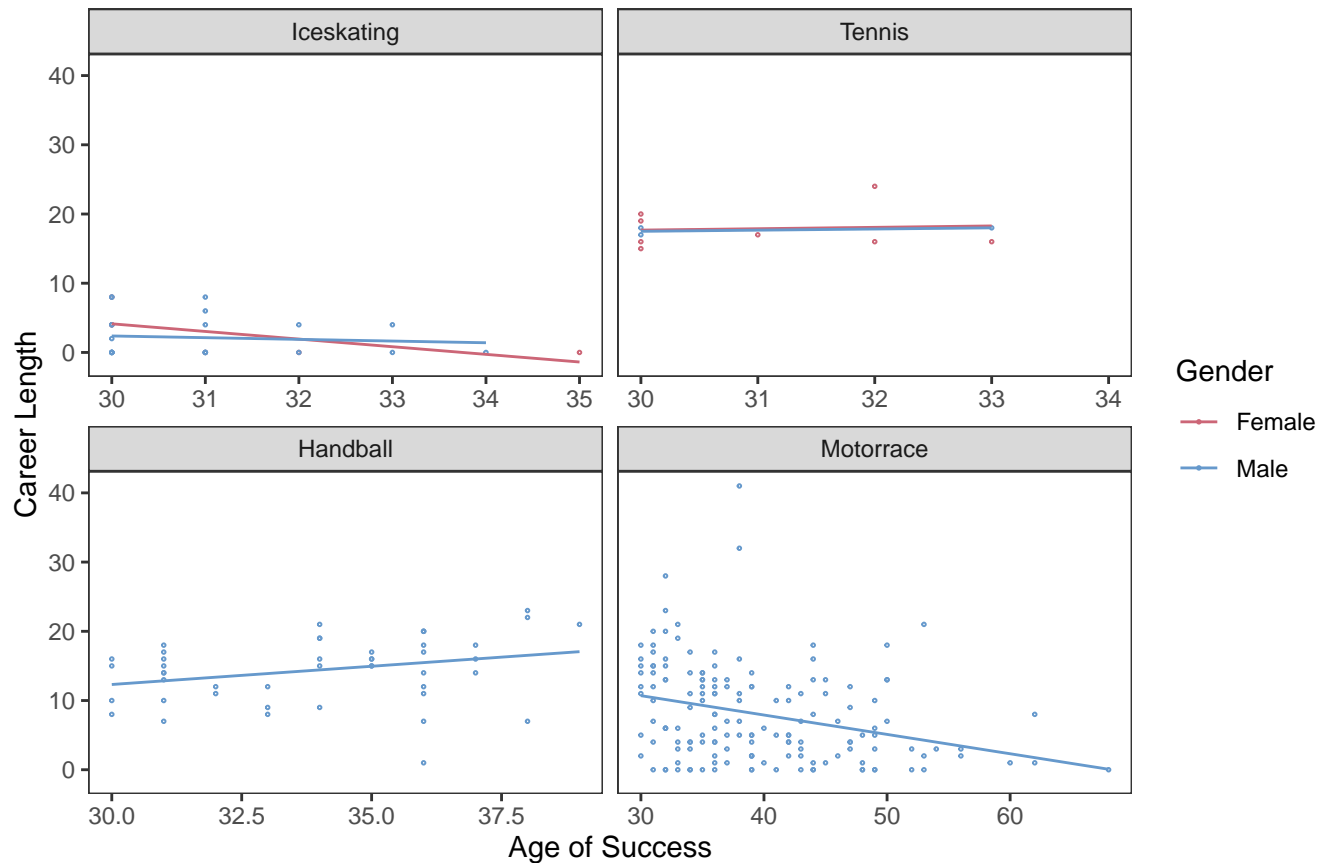 Iceskating
Tennis
40
30
20
10
0
30 31 32 33 34 35
30 31 32 33 34
Career Length
Handball
Motorrace
40
30
20
10
0
30.0 32.5 35.0 37.5
30 40 50 60
Age of Success
Gender
Female
Male